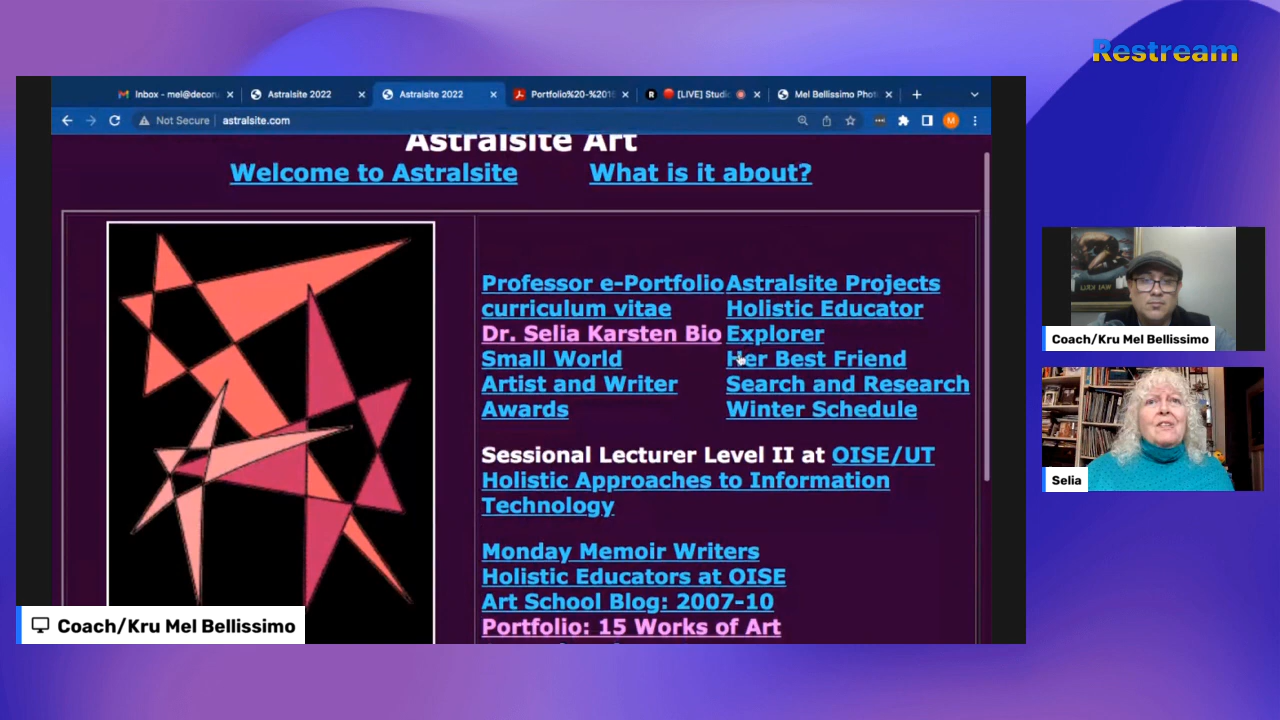 Restream
Inbox - mel@decoru
Astralsite 2022
Astralsite 2022
Portfolio%20-%2015
[LIVE] Studi
Mel Bellissimo Phot
Not Secure
astralsite.com
M
Astralsite Art
Welcome to Astralsite
What is it about?
Professor e-Portfolio
curriculum vitae
Dr. Selia Karsten Bio
Small World
Artist and Writer
Awards
Astralsite Projects
Holistic Educator
Explorer
Her Best Friend
Search and Research
Winter Schedule
Sessional Lecturer Level II at OISE/UT
Holistic Approaches to Information
Technology
Monday Memoir Writers
Holistic Educators at OISE
Art School Blog: 2007-10
Portfolio: 15 Works of Art
Coach/Kru Mel Bellissimo
Coach/Kru Mel Bellissimo
Selia